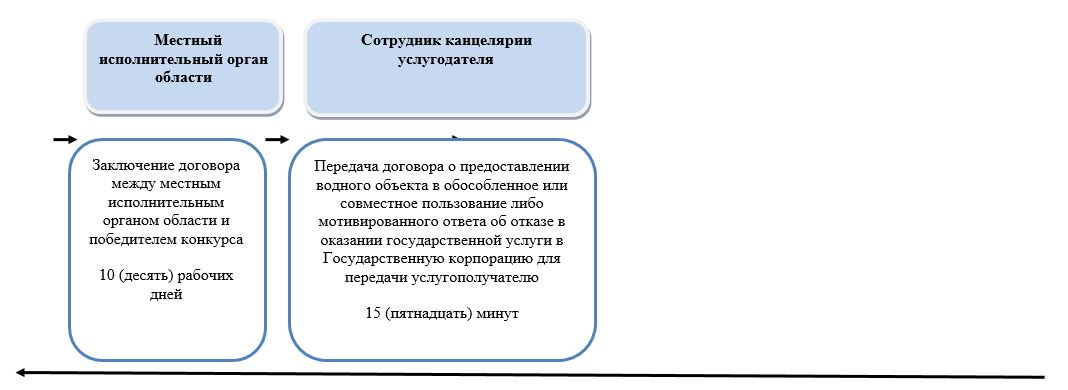 Местный
исполнительный орган
области
Сотрудник канцелярии
услугодателя
Заключение договора
между местным
исполнительным
органом области и
победителем конкурса
10 (десять) рабочих
дней
Передача договора о предоставлении
водного объекта в обособленное или
совместное пользование либо
мотивированного ответа об отказе в
оказании государственной услуги в
Государственную корпорацию для
передачи услугополучателю
15 (пятнадцать) минут